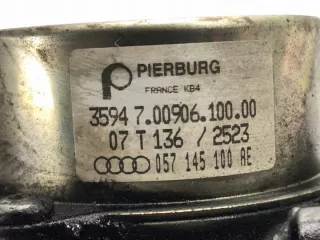 PIERBURG
FRANCE KB4
3594 7.00906.100.00
07 T 136 / 2523
057 145 100 AE